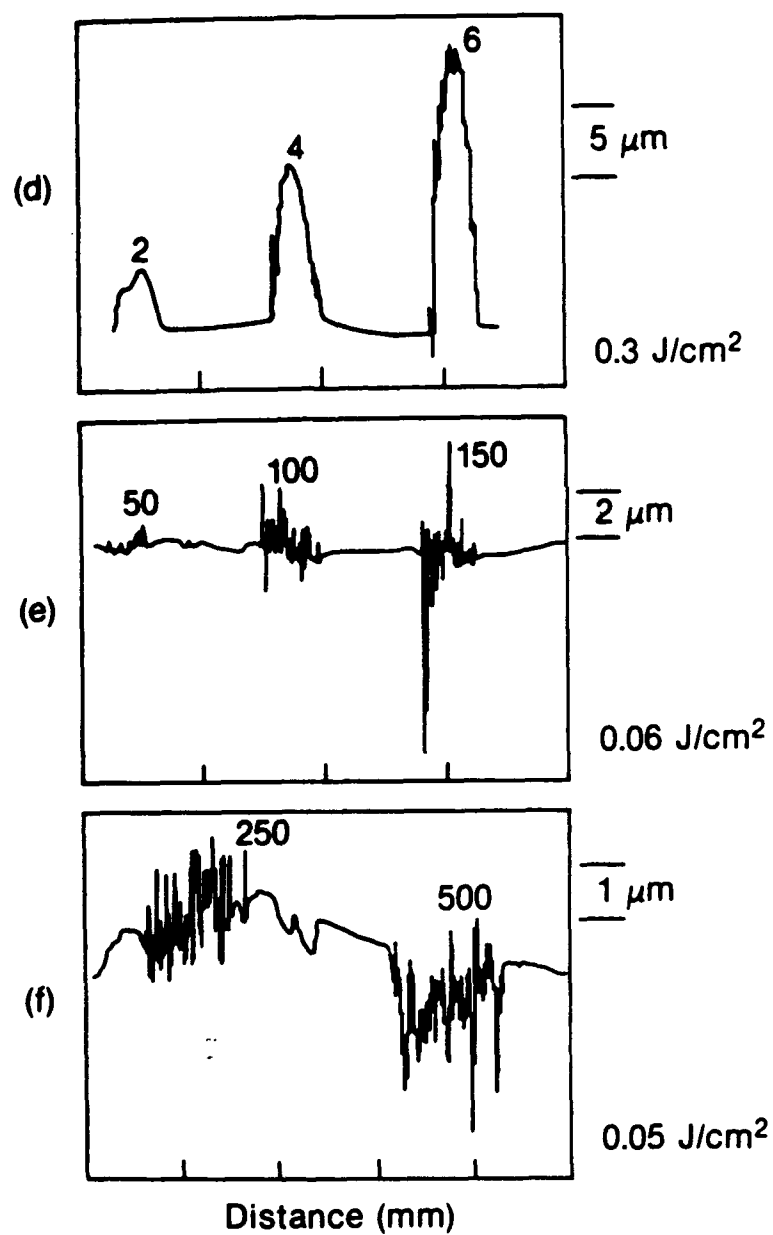 6
5 μm
4
(d)
2
0.3 J/cm²
150
100
50
2 μm
(e)
0.06 J/cm²
250
1 μm
500
(f)
0.05 J/cm²
Distance (mm)